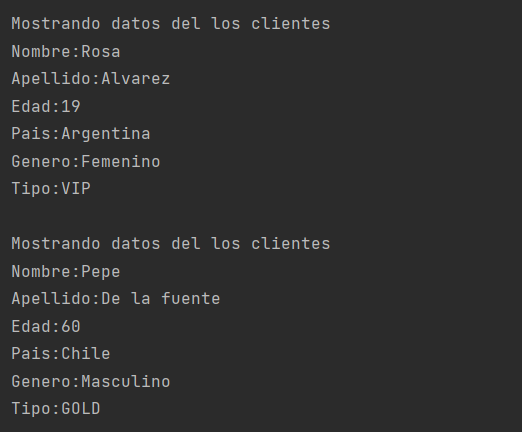 Mostrando datos del los clientes
Nombre:Rosa
Apellido:Alvarez
Edad:19
Pais:Argentina
Genero:Femenino
Tipo:VIP

Mostrando datos del los clientes
Nombre:Pepe
Apellido:De la fuente
Edad:60
Pais:Chile
Genero:Masculino
Tipo:GOLD